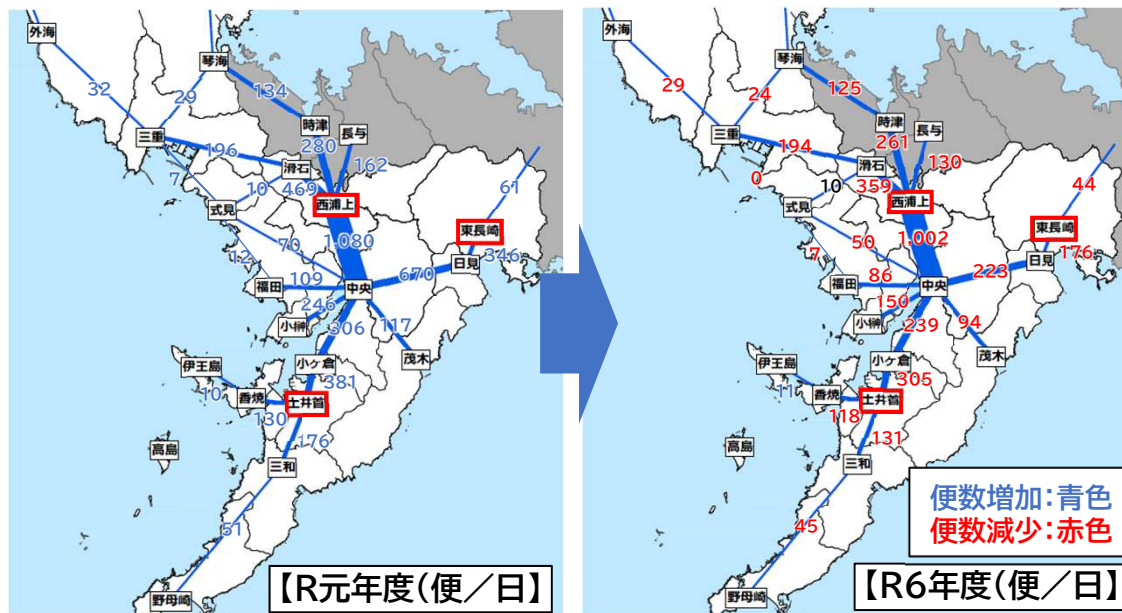 外海
琴海
32
29
134
時津
長与
三重
280
196
162
滑石
7
10
469
61
式見
西浦上
東長崎
70
1,080
346
12
日見
109
670
福田
中央
246
小榊
306
117
伊王島
小ヶ倉
茂木
381
10
香焼
土井首
130
176
高島
三和
51
野母崎
【R元年度(便/日)】
外海
琴海
29
24
125
時津
長与
三重
261
194
130
滑石
0
10
359
44
式見
西浦上
東長崎
50
1,002
176
7
日見
86
223
福田
中央
150
小榊
239
94
伊王島
小ヶ倉
茂木
305
11
香焼
土井首
118
131
高島
三和
便数増加:青色
便数減少:赤色
45
野母崎
【R6年度(便/日)】